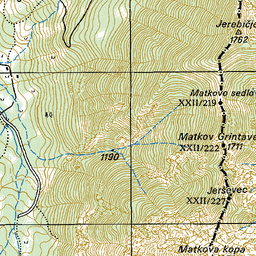 Jerebičje
1762
Matkovo sedlo
XXII/219
Matkov Grintavec
XXII/222 1711
1190
Jerševec
XXII/227
Matkova kopa